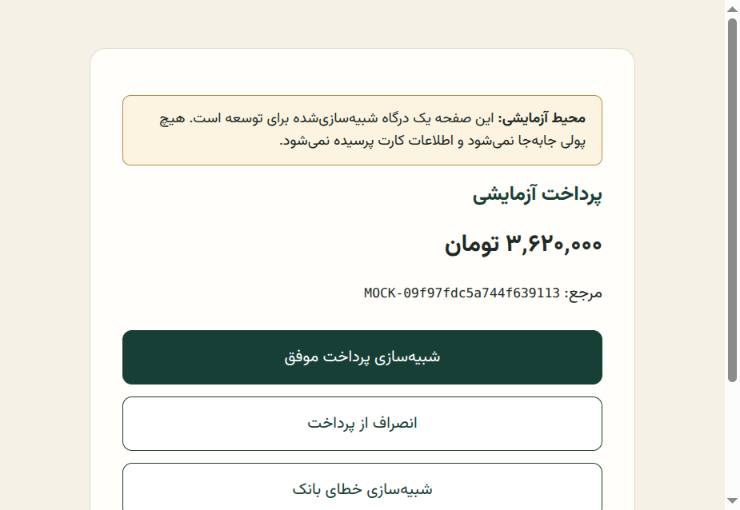 محیط آزمایشی: این صفحه یک درگاه شبیه‌سازی‌شده برای توسعه است. هیچ
پولی جابه‌جا نمی‌شود و اطلاعات کارت پرسیده نمی‌شود.
پرداخت آزمایشی
۳,۶۲۰,۰۰۰ تومان
مرجع: MOCK-09f97fdc5a744f639113
شبیه‌سازی پرداخت موفق
انصراف از پرداخت
شبیه‌سازی خطای بانک